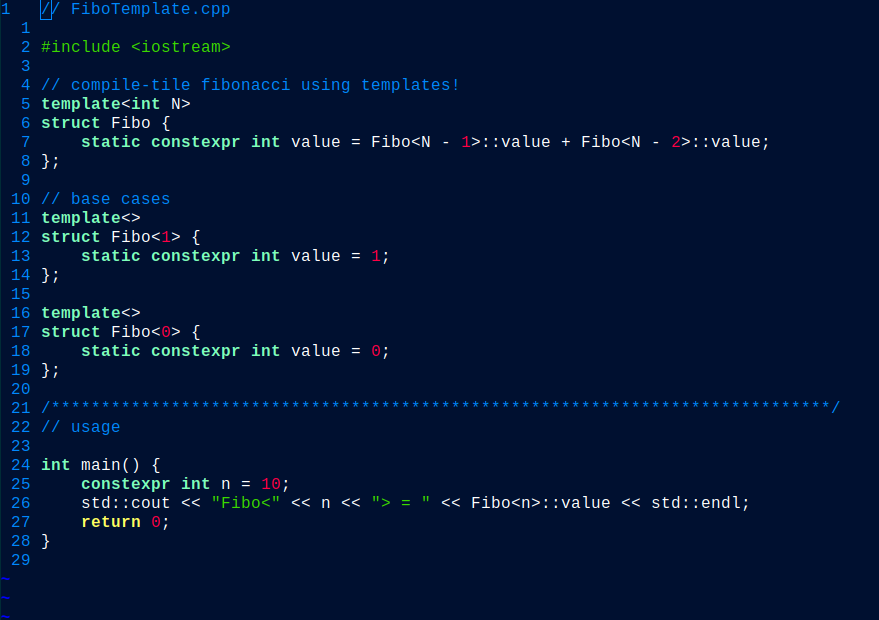 1 // FiboTemplate.cpp
1
2 #include <iostream>
3
4 // compile-tile fibonacci using templates!
5 template<int N>
6 struct Fibo {
7     static constexpr int value = Fibo<N - 1>::value + Fibo<N - 2>::value;
8 };
9
10 // base cases
11 template<>
12 struct Fibo<1> {
13     static constexpr int value = 1;
14 };
15
16 template<>
17 struct Fibo<0> {
18     static constexpr int value = 0;
19 };
20
21 /******************************************************************************/
22 // usage
23
24 int main() {
25     constexpr int n = 10;
26     std::cout << "Fibo<" << n << "> = " << Fibo<n>::value << std::endl;
27     return 0;
28 }
29
~
~
~